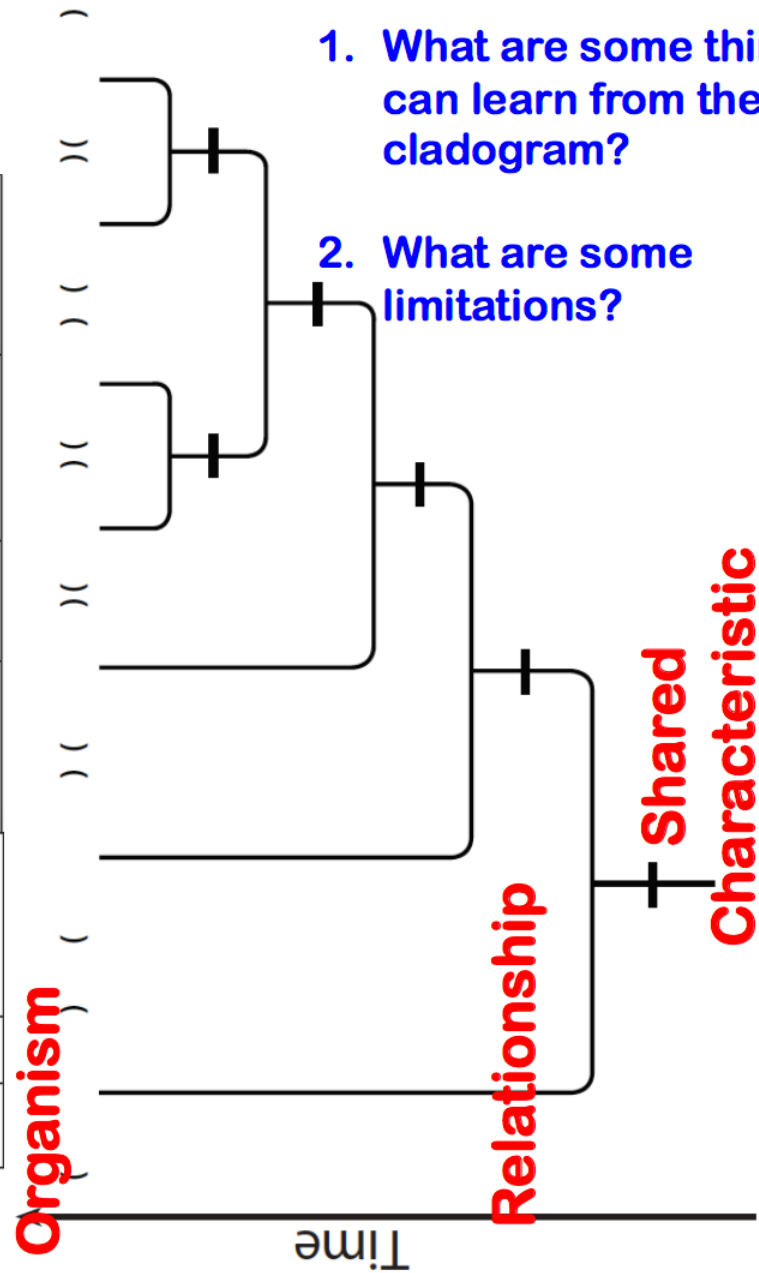 1. What are some thi
can learn from the
cladogram?
2. What are some
limitations?
( )( ) ( )( )( ) ( ) ( )
Organism
Relationship
Shared
Characteristic
Time